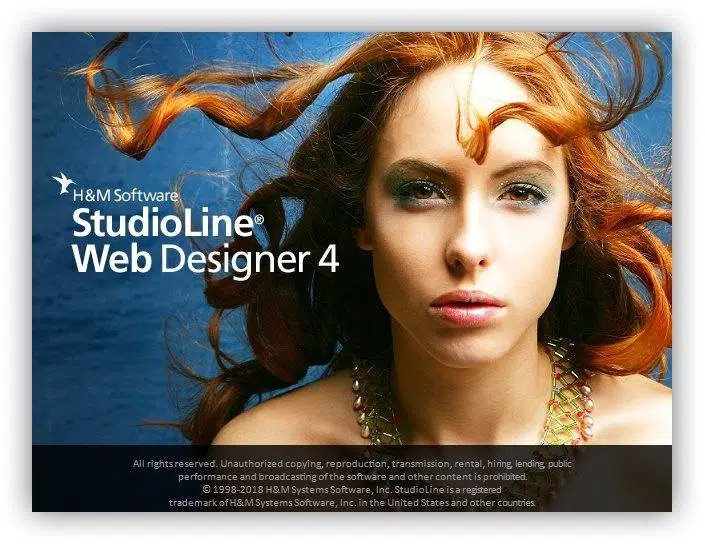 H&M Software
StudioLine®
Web Designer 4
All rights reserved. Unauthorized copying, reproduction, transmission, rental, hiring, lending, public
performance and broadcasting of the software and other content is prohibited.
© 1998-2018 H&M Systems Software, Inc. StudioLine is a registered
trademark of H&M Systems Software, Inc. in the United States and other countries.